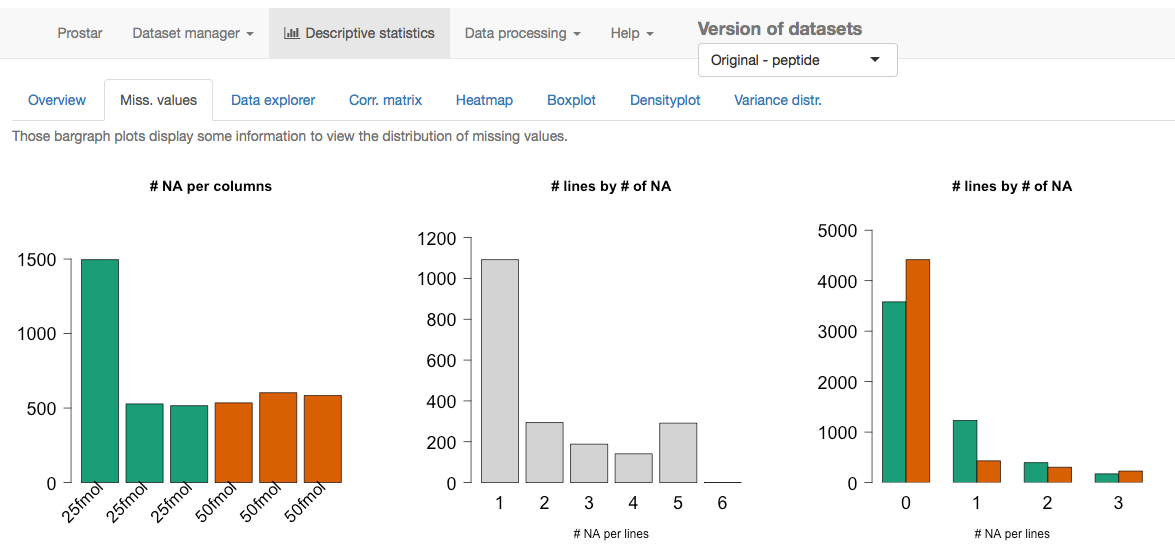 Prostar Dataset manager Descriptive statistics Data processing Help Version of datasets
Original - peptide
Overview Miss. values Data explorer Corr. matrix Heatmap Boxplot Densityplot Variance distr.
Those bargraph plots display some information to view the distribution of missing values.
# NA per columns
1500
1000
500
0
25fmol 25fmol 25fmol 50fmol 50fmol 50fmol
# lines by # of NA
1200
1000
800
600
400
200
0
1 2 3 4 5 6
# NA per lines
# lines by # of NA
5000
4000
3000
2000
1000
0
0 1 2 3
# NA per lines